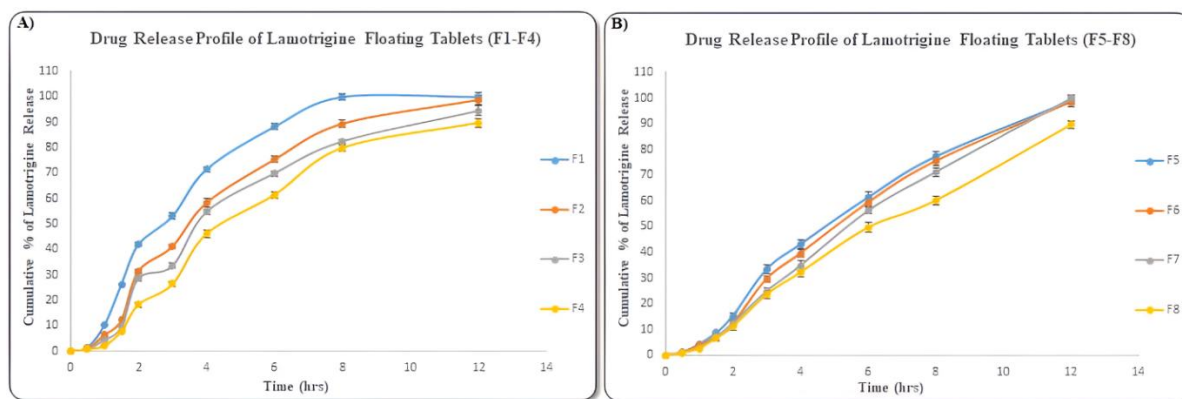 A)
Drug Release Profile of Lamotrigine Floating Tablets (F1-F4)
Cumulative % of Lamotrigine Release
110
100
90
80
70
60
50
40
30
20
10
0
0 2 4 6 8 10 12 14
Time (hrs)
F1
F2
F3
F4
B)
Drug Release Profile of Lamotrigine Floating Tablets (F5-F8)
Cumulative % of Lamotrigine Release
110
100
90
80
70
60
50
40
30
20
10
0
0 2 4 6 8 10 12 14
Time (hrs)
F5
F6
F7
F8